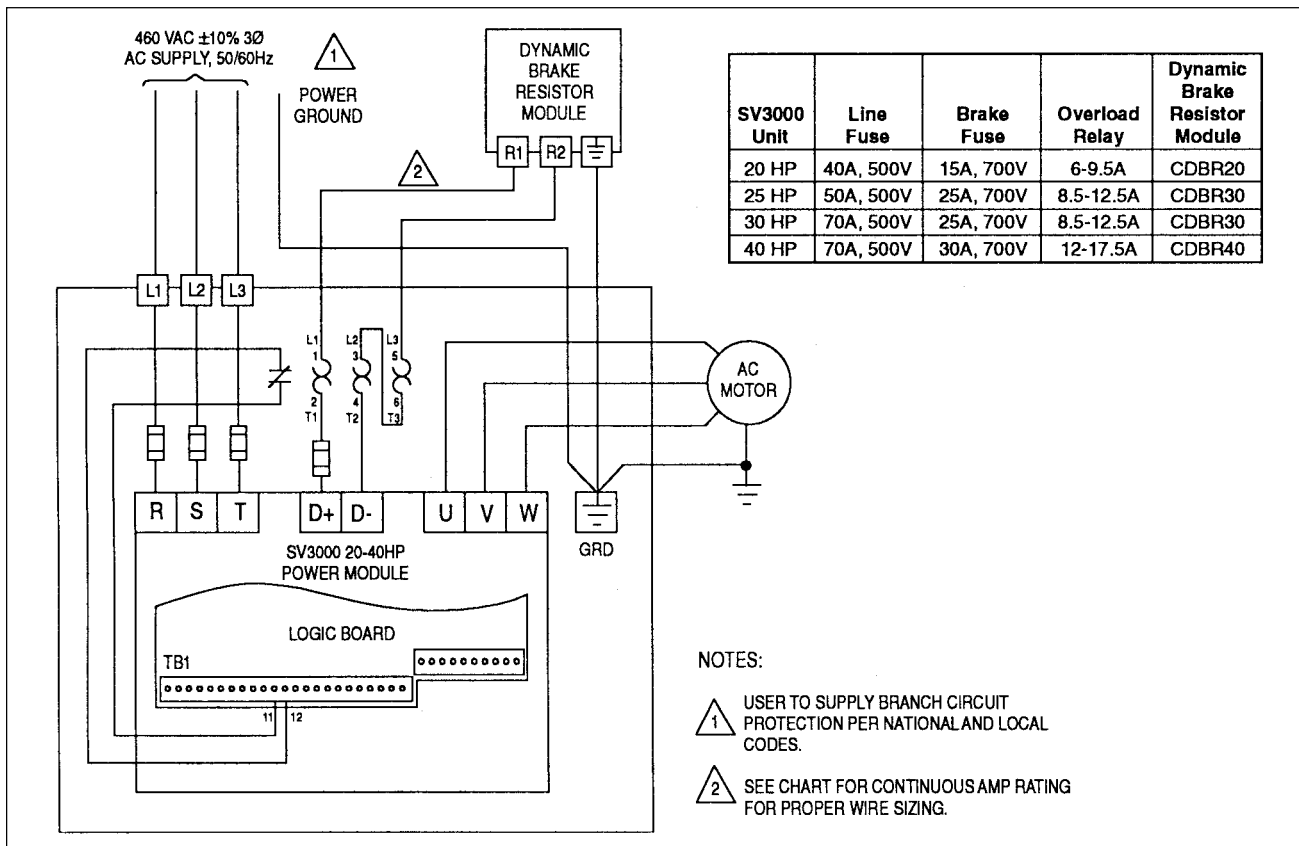 460 VAC ±10% 3Ø
AC SUPPLY, 50/60Hz
1
POWER
GROUND
DYNAMIC
BRAKE
RESISTOR
MODULE
R1 R2
2
SV3000 Unit | Line Fuse | Brake Fuse | Overload Relay | Dynamic Brake Resistor Module
20 HP | 40A, 500V | 15A, 700V | 6-9.5A | CDBR20
25 HP | 50A, 500V | 25A, 700V | 8.5-12.5A | CDBR30
30 HP | 70A, 500V | 25A, 700V | 8.5-12.5A | CDBR30
40 HP | 70A, 500V | 30A, 700V | 12-17.5A | CDBR40
L1 L2 L3
L1 L2 L3
1 3 5
2 4 6
T1 T2 T3
AC
MOTOR
R S T D+ D- U V W
GRD
SV3000 20-40HP
POWER MODULE
LOGIC BOARD
TB1
11 12
NOTES:
1 USER TO SUPPLY BRANCH CIRCUIT
PROTECTION PER NATIONAL AND LOCAL
CODES.
2 SEE CHART FOR CONTINUOUS AMP RATING
FOR PROPER WIRE SIZING.